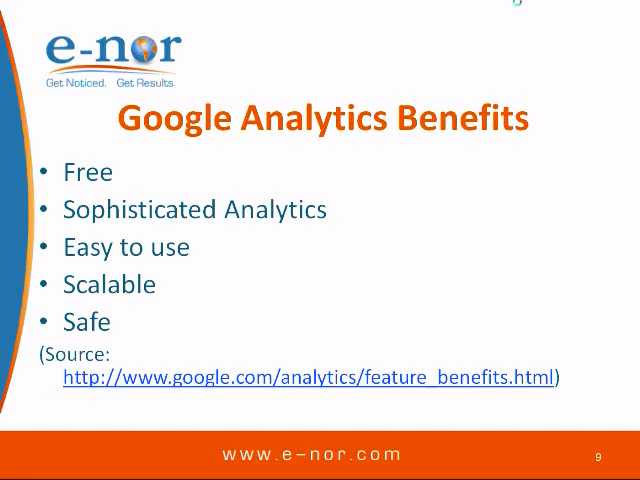 e-nor
Get Noticed. Get Results.
Google Analytics Benefits
• Free
• Sophisticated Analytics
• Easy to use
• Scalable
• Safe
(Source:
http://www.google.com/analytics/feature_benefits.html)
www.e-nor.com
9